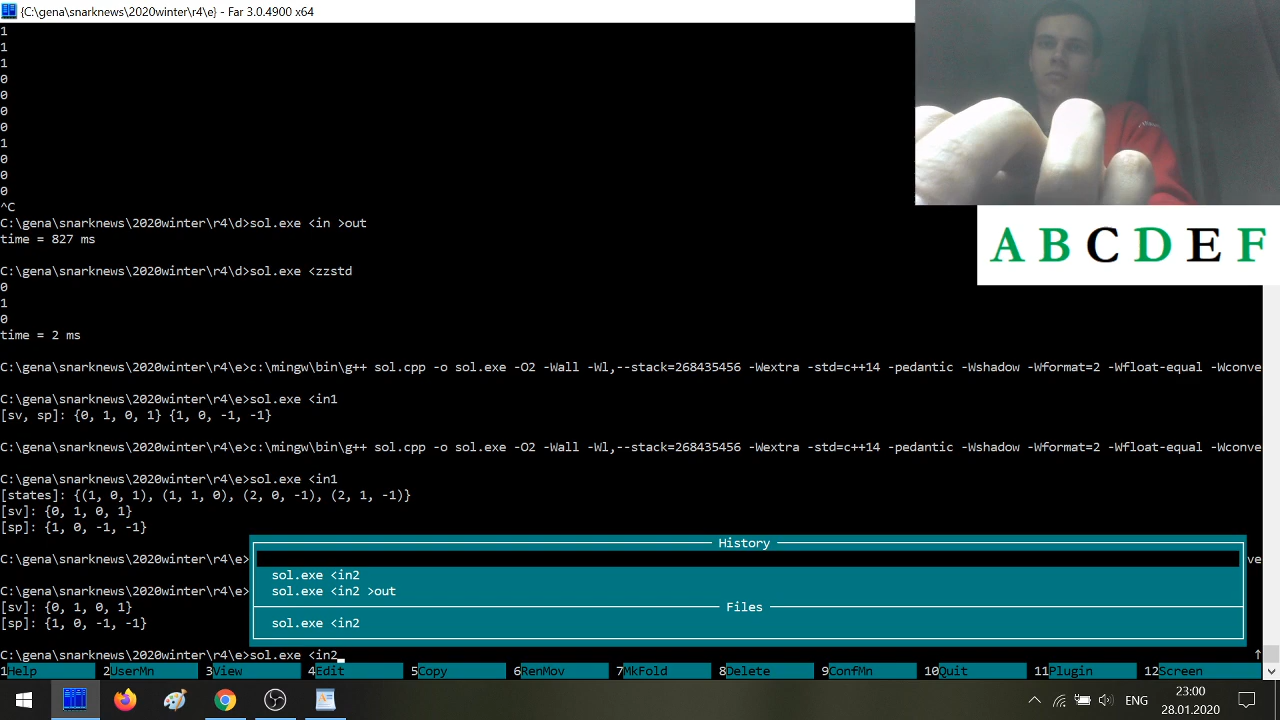 {C:\gena\snarknews\2020winter\r4\e} - Far 3.0.4900 x64
1
1
1
0
0
0
0
1
0
0
0
^C
C:\gena\snarknews\2020winter\r4\d>sol.exe <in >out
time = 827 ms
C:\gena\snarknews\2020winter\r4\d>sol.exe <zzstd
0
1
0
time = 2 ms
C:\gena\snarknews\2020winter\r4\e>c:\mingw\bin\g++ sol.cpp -o sol.exe -O2 -Wall -Wl,--stack=268435456 -Wextra -std=c++14 -pedantic -Wshadow -Wformat=2 -Wfloat-equal -Wconve
C:\gena\snarknews\2020winter\r4\e>sol.exe <in1
[sv, sp]: {0, 1, 0, 1} {1, 0, -1, -1}
C:\gena\snarknews\2020winter\r4\e>c:\mingw\bin\g++ sol.cpp -o sol.exe -O2 -Wall -Wl,--stack=268435456 -Wextra -std=c++14 -pedantic -Wshadow -Wformat=2 -Wfloat-equal -Wconve
C:\gena\snarknews\2020winter\r4\e>sol.exe <in1
[states]: {(1, 0, 1), (1, 1, 0), (2, 0, -1), (2, 1, -1)}
[sv]: {0, 1, 0, 1}
[sp]: {1, 0, -1, -1}
C:\gena\snarknews\2020winter\r4\e> ve
C:\gena\snarknews\2020winter\r4\e>
[sv]: {0, 1, 0, 1}
[sp]: {1, 0, -1, -1}
History
sol.exe <in2
sol.exe <in2 >out
Files
sol.exe <in2
C:\gena\snarknews\2020winter\r4\e>sol.exe <in2
1Help 2UserMn 3View 4Edit 5Copy 6RenMov 7MkFold 8Delete 9ConfMn 10Quit 11Plugin 12Screen
A B C D E F
ENG
23:00
28.01.2020